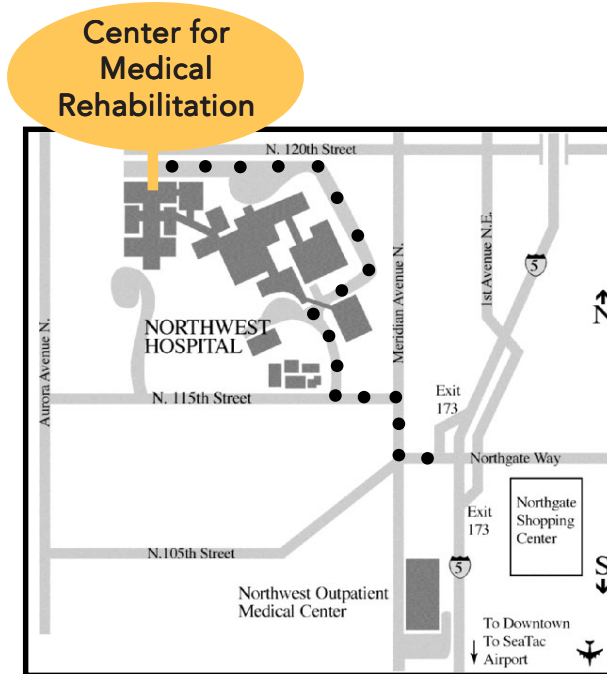 Center for
Medical
Rehabilitation
N. 120th Street
Aurora Avenue N.
Meridian Avenue N.
1st Avenue N.E.
5
N
NORTHWEST
HOSPITAL
N. 115th Street
Exit
173
Northgate Way
Northgate
Shopping
Center
Exit
173
N.105th Street
5
S
Northwest Outpatient
Medical Center
To Downtown
To SeaTac
Airport